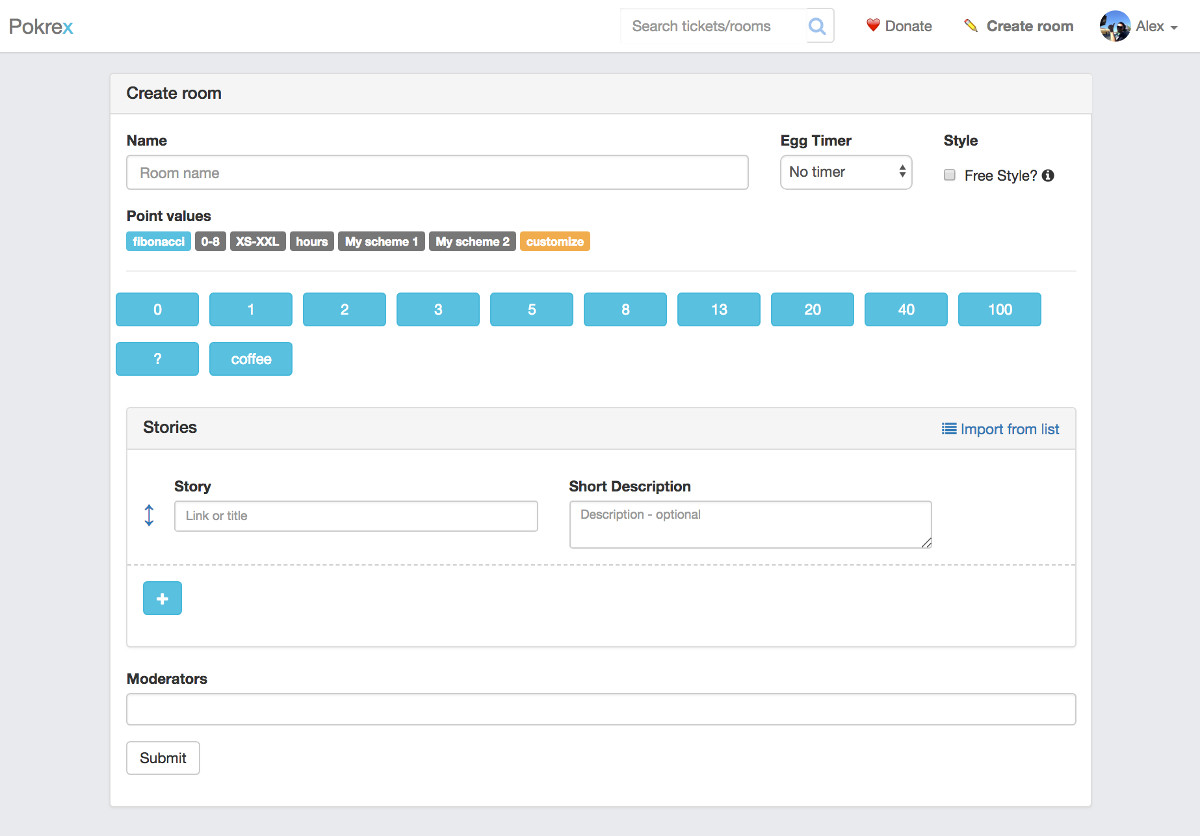 Pokrex
Search tickets/rooms
Donate
Create room
Alex
Create room
Name
Egg Timer
Style
Room name
No timer
Free Style?
Point values
fibonacci 0-8 XS-XXL hours My scheme 1 My scheme 2 customize
0 1 2 3 5 8 13 20 40 100
? coffee
Stories
Import from list
Story
Short Description
Link or title
Description - optional
+
Moderators
Submit